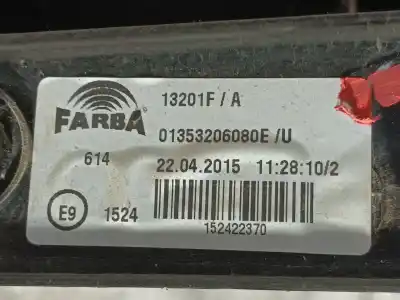 FARBA
13201F / A
01353206080E /U
614
22.04.2015 11:28:10/2
E9
1524
152422370